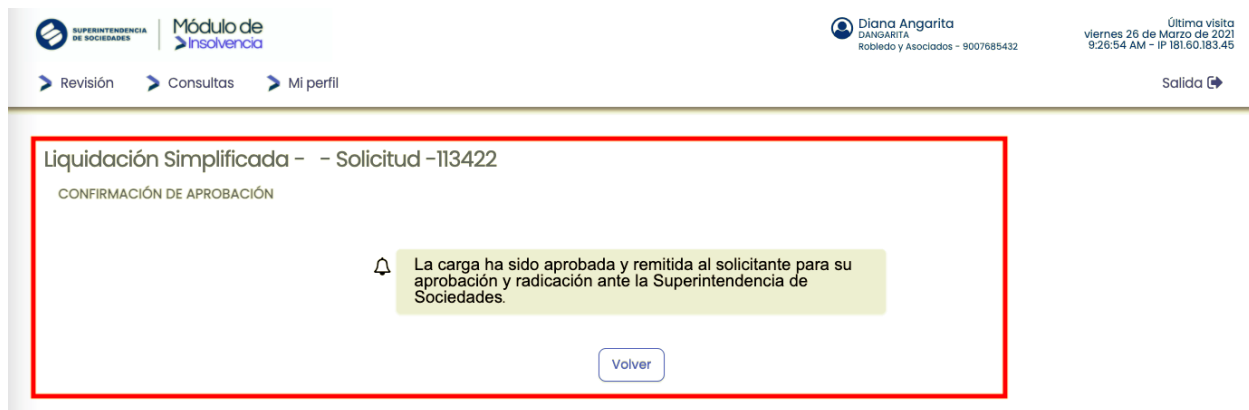 SUPERINTENDENCIA
DE SOCIEDADES
Módulo de
Insolvencia
Diana Angarita
DANGARITA
Robledo y Asociados - 9007685432
Última visita
viernes 26 de Marzo de 2021
9:26:54 AM - IP 181.60.183.45
Revisión
Consultas
Mi perfil
Salida
Liquidación Simplificada - - Solicitud -113422
CONFIRMACIÓN DE APROBACIÓN
La carga ha sido aprobada y remitida al solicitante para su
aprobación y radicación ante la Superintendencia de
Sociedades.
Volver